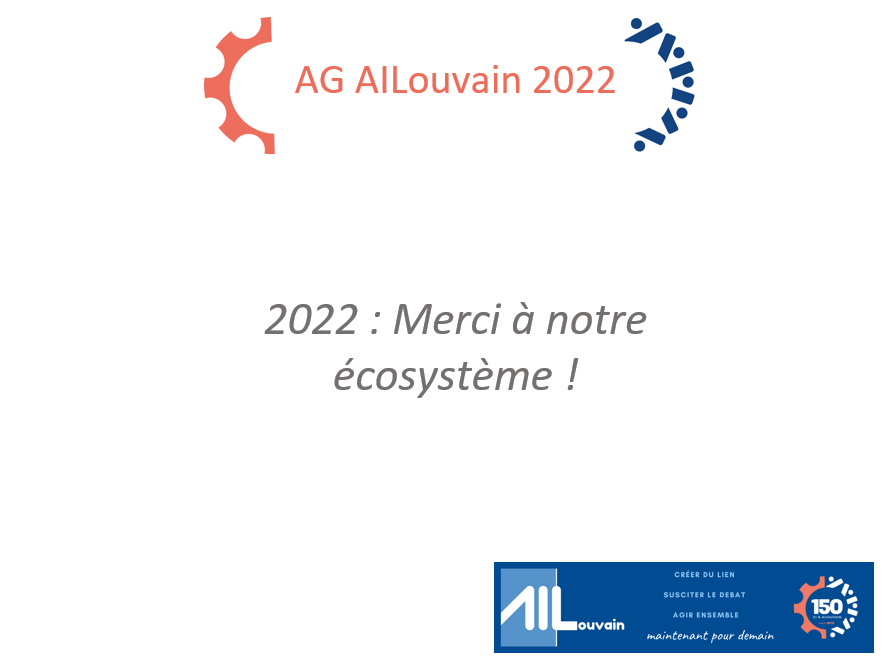 AG AILouvain 2022
2022 : Merci à notre
écosystème !
AILouvain
CRÉER DU LIEN
SUSCITER LE DEBAT
AGIR ENSEMBLE
maintenant pour demain
150